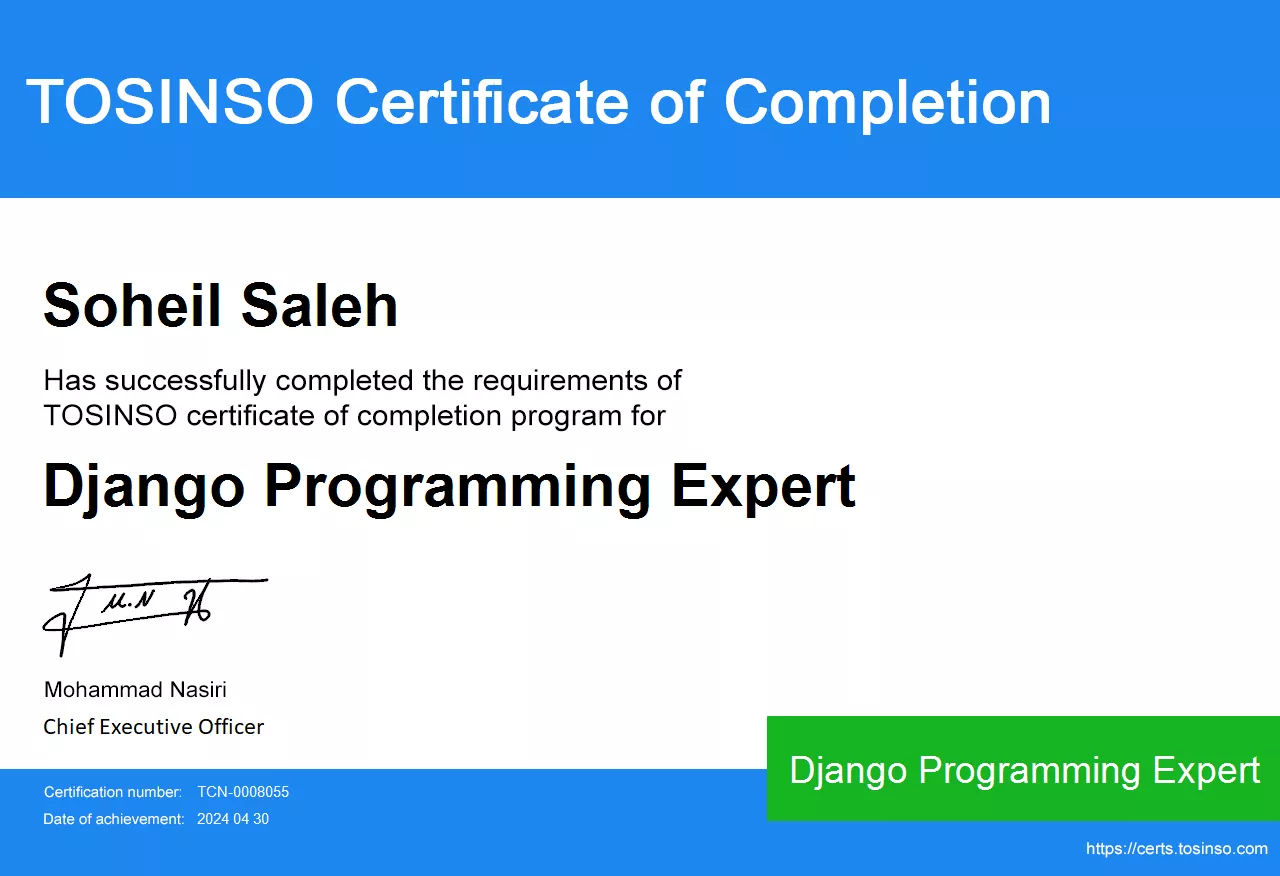 TOSINSO Certificate of Completion
Soheil Saleh
Has successfully completed the requirements of
TOSINSO certificate of completion program for
Django Programming Expert
M.N
Mohammad Nasiri
Chief Executive Officer
Django Programming Expert
Certification number: TCN-0008055
Date of achievement: 2024 04 30
https://certs.tosinso.com